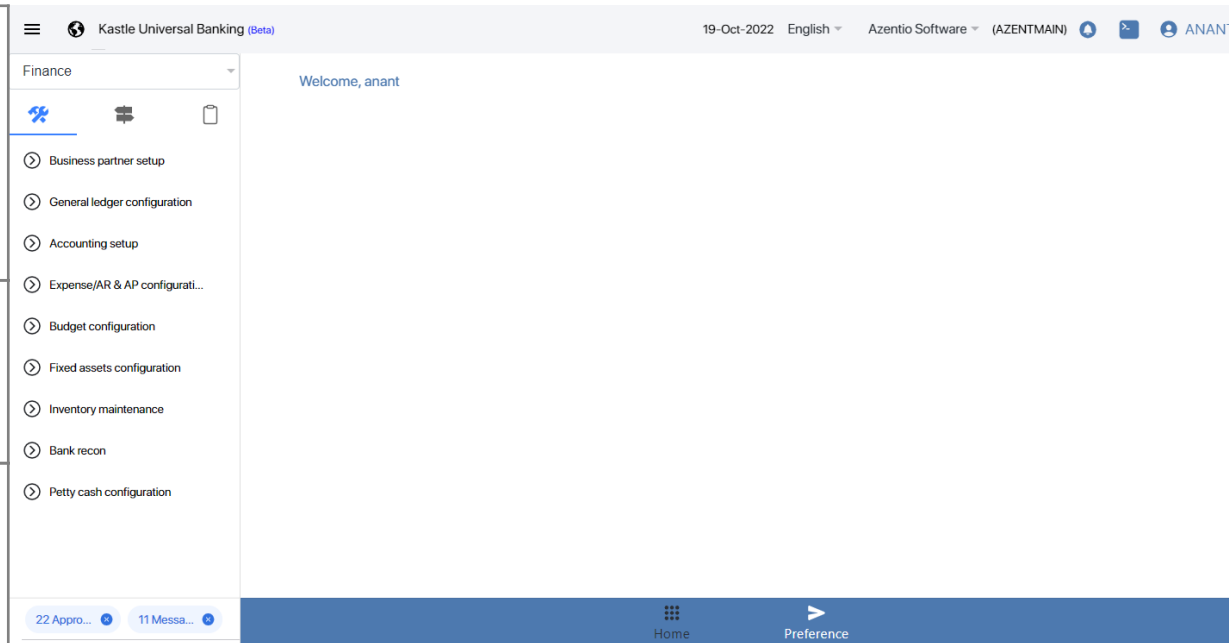 Kastle Universal Banking (Beta)
19-Oct-2022 English Azentio Software (AZENTMAIN) ANANT
Finance
Welcome, anant
Business partner setup
General ledger configuration
Accounting setup
Expense/AR & AP configurati...
Budget configuration
Fixed assets configuration
Inventory maintenance
Bank recon
Petty cash configuration
22 Appro... 11 Messa...
Home Preference